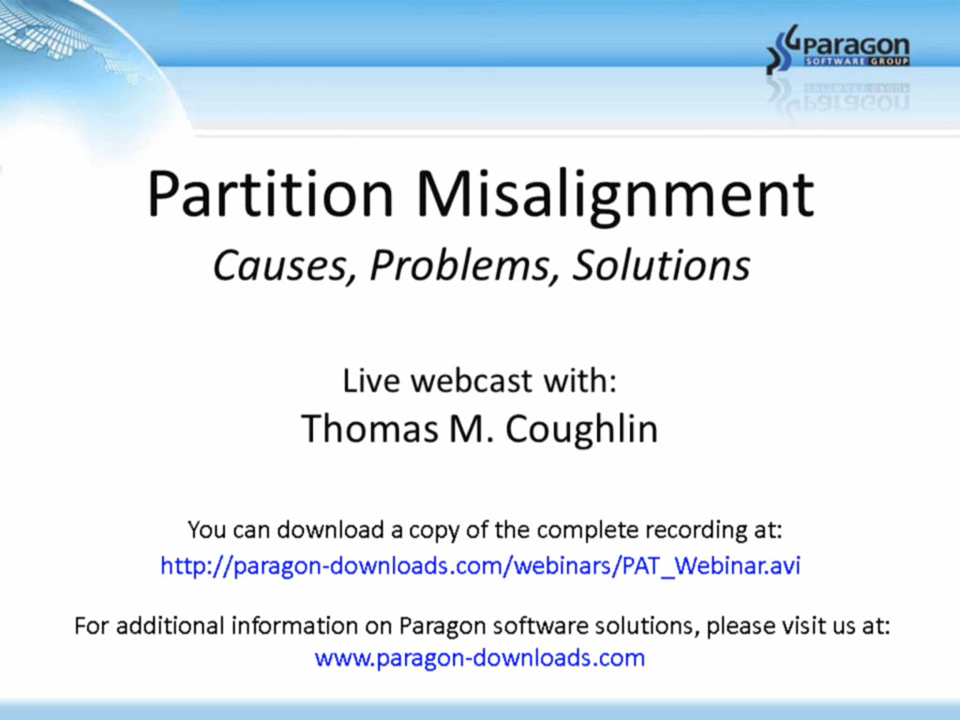 Paragon
SOFTWARE GROUP
Partition Misalignment
Causes, Problems, Solutions
Live webcast with:
Thomas M. Coughlin
You can download a copy of the complete recording at:
http://paragon-downloads.com/webinars/PAT_Webinar.avi
For additional information on Paragon software solutions, please visit us at:
www.paragon-downloads.com